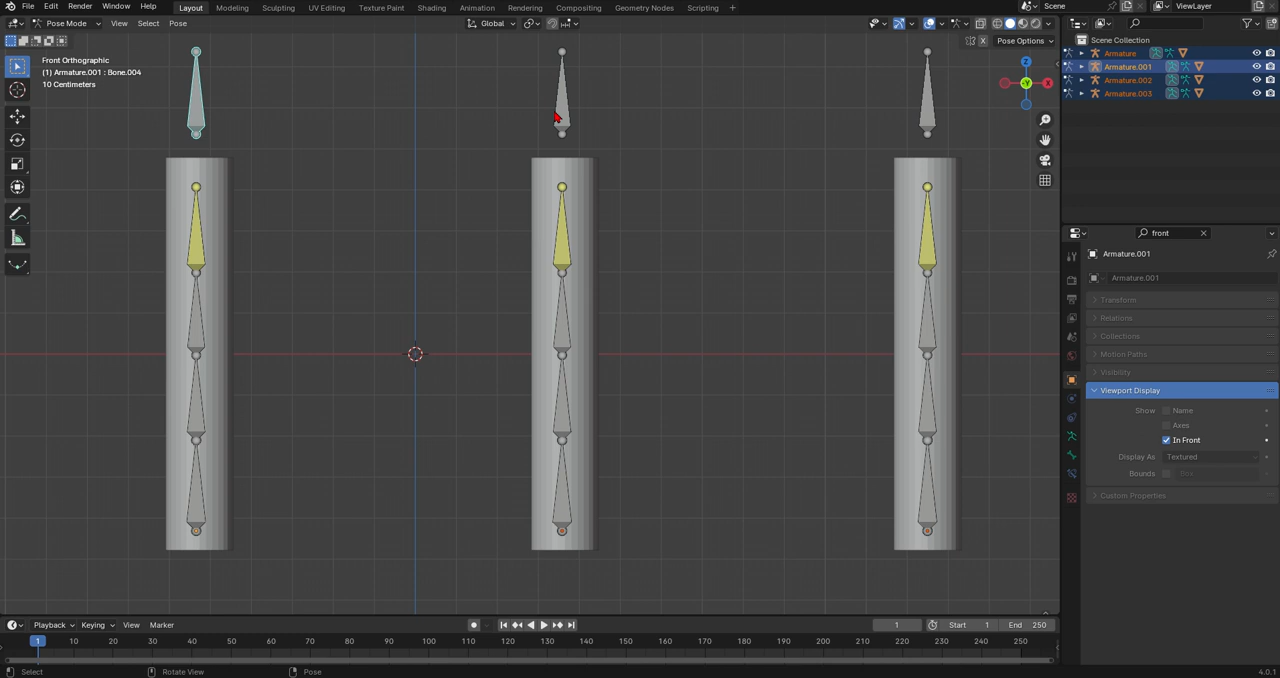 File Edit Render Window Help Layout Modeling Sculpting UV Editing Texture Paint Shading Animation Rendering Compositing Geometry Nodes Scripting + Scene ViewLayer
Pose Mode View Select Pose Global
X Pose Options
Front Orthographic
(1) Armature.001 : Bone.004
10 Centimeters
Z
Y X
Scene Collection
Armature
Armature.001
Armature.002
Armature.003
front
Armature.001
Armature.001
Transform
Relations
Collections
Motion Paths
Visibility
Viewport Display
Show Name
Axes
In Front
Display As Textured
Bounds Box
Custom Properties
Playback Keying View Marker 1 Start 1 End 250
1 10 20 30 40 50 60 70 80 90 100 110 120 130 140 150 160 170 180 190 200 210 220 230 240 250
Select Rotate View Pose 4.0.1